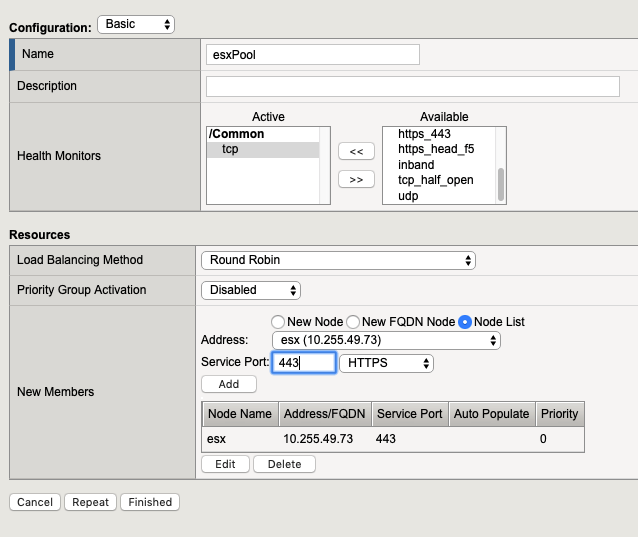 Configuration: Basic
Name esxPool
Description
Active Available
Health Monitors
/Common
tcp
<<
>>
https_443
https_head_f5
inband
tcp_half_open
udp
Resources
Load Balancing Method Round Robin
Priority Group Activation Disabled
New Members
New Node New FQDN Node Node List
Address: esx (10.255.49.73)
Service Port: 443 HTTPS
Add
Node Name Address/FQDN Service Port Auto Populate Priority
esx 10.255.49.73 443 0
Edit Delete
Cancel Repeat Finished